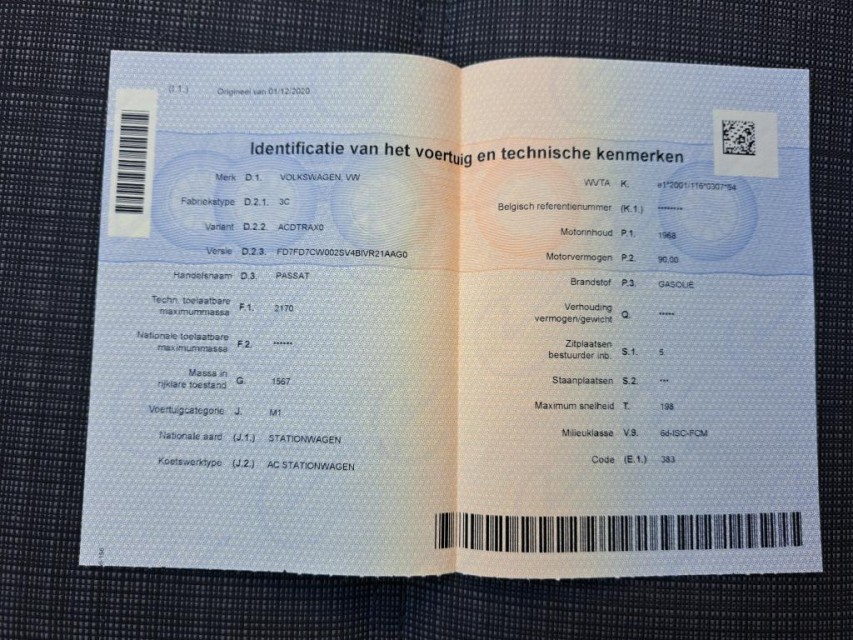 (I.1.) Origineel van 01/12/2020
Identificatie van het voertuig en technische kenmerken
Merk D.1. VOLKSWAGEN, VW
Fabriekstype D.2.1. 3C
Variant D.2.2. ACDTRAX0
Versie D.2.3. FD7FD7CW002SV4BIVR21AAG0
Handelsnaam D.3. PASSAT
Techn. toelaatbare
maximummassa F.1. 2170
Nationale toelaatbare
maximummassa F.2. ******
Massa in
rijklare toestand G. 1567
Voertuigcategorie J. M1
Nationale aard (J.1.) STATIONWAGEN
Koetswerktype (J.2.) AC STATIONWAGEN
WVTA K. e1*2001/116*0307*54
Belgisch referentienummer (K.1.) ********
Motorinhoud P.1. 1968
Motorvermogen P.2. 90.00
Brandstof P.3. GASOLIE
Verhouding
vermogen/gewicht Q. *****
Zitplaatsen
bestuurder inb. S.1. 5
Staanplaatsen S.2. ***
Maximum snelheid T. 198
Milieuklasse V.9. 6d-ISC-FCM
Code (E.1.) 383